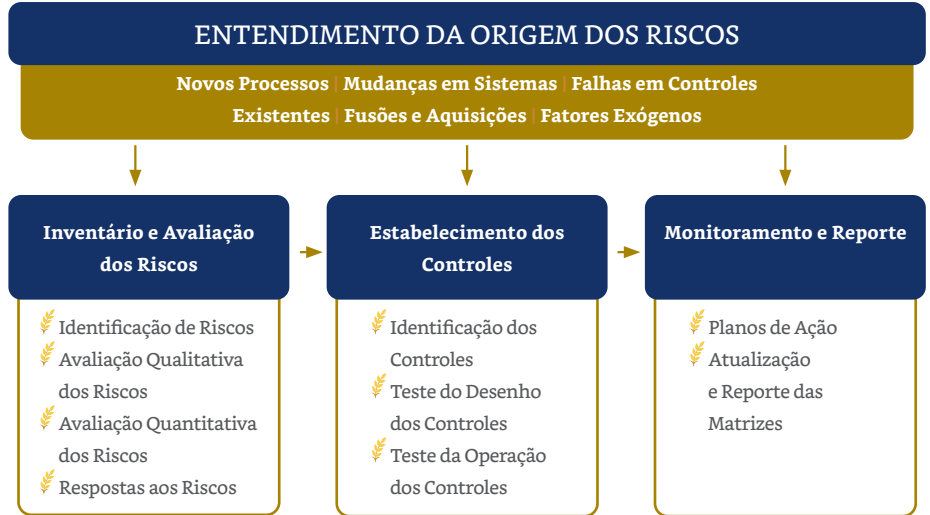 ENTENDIMENTO DA ORIGEM DOS RISCOS
Novos Processos | Mudanças em Sistemas | Falhas em Controles
Existentes | Fusões e Aquisições | Fatores Exógenos
Inventário e Avaliação
dos Riscos
Identificação de Riscos
Avaliação Qualitativa
dos Riscos
Avaliação Quantitativa
dos Riscos
Respostas aos Riscos
Estabelecimento dos
Controles
Identificação dos
Controles
Teste do Desenho
dos Controles
Teste da Operação
dos Controles
Monitoramento e Reporte
Planos de Ação
Atualização
e Reporte das
Matrizes